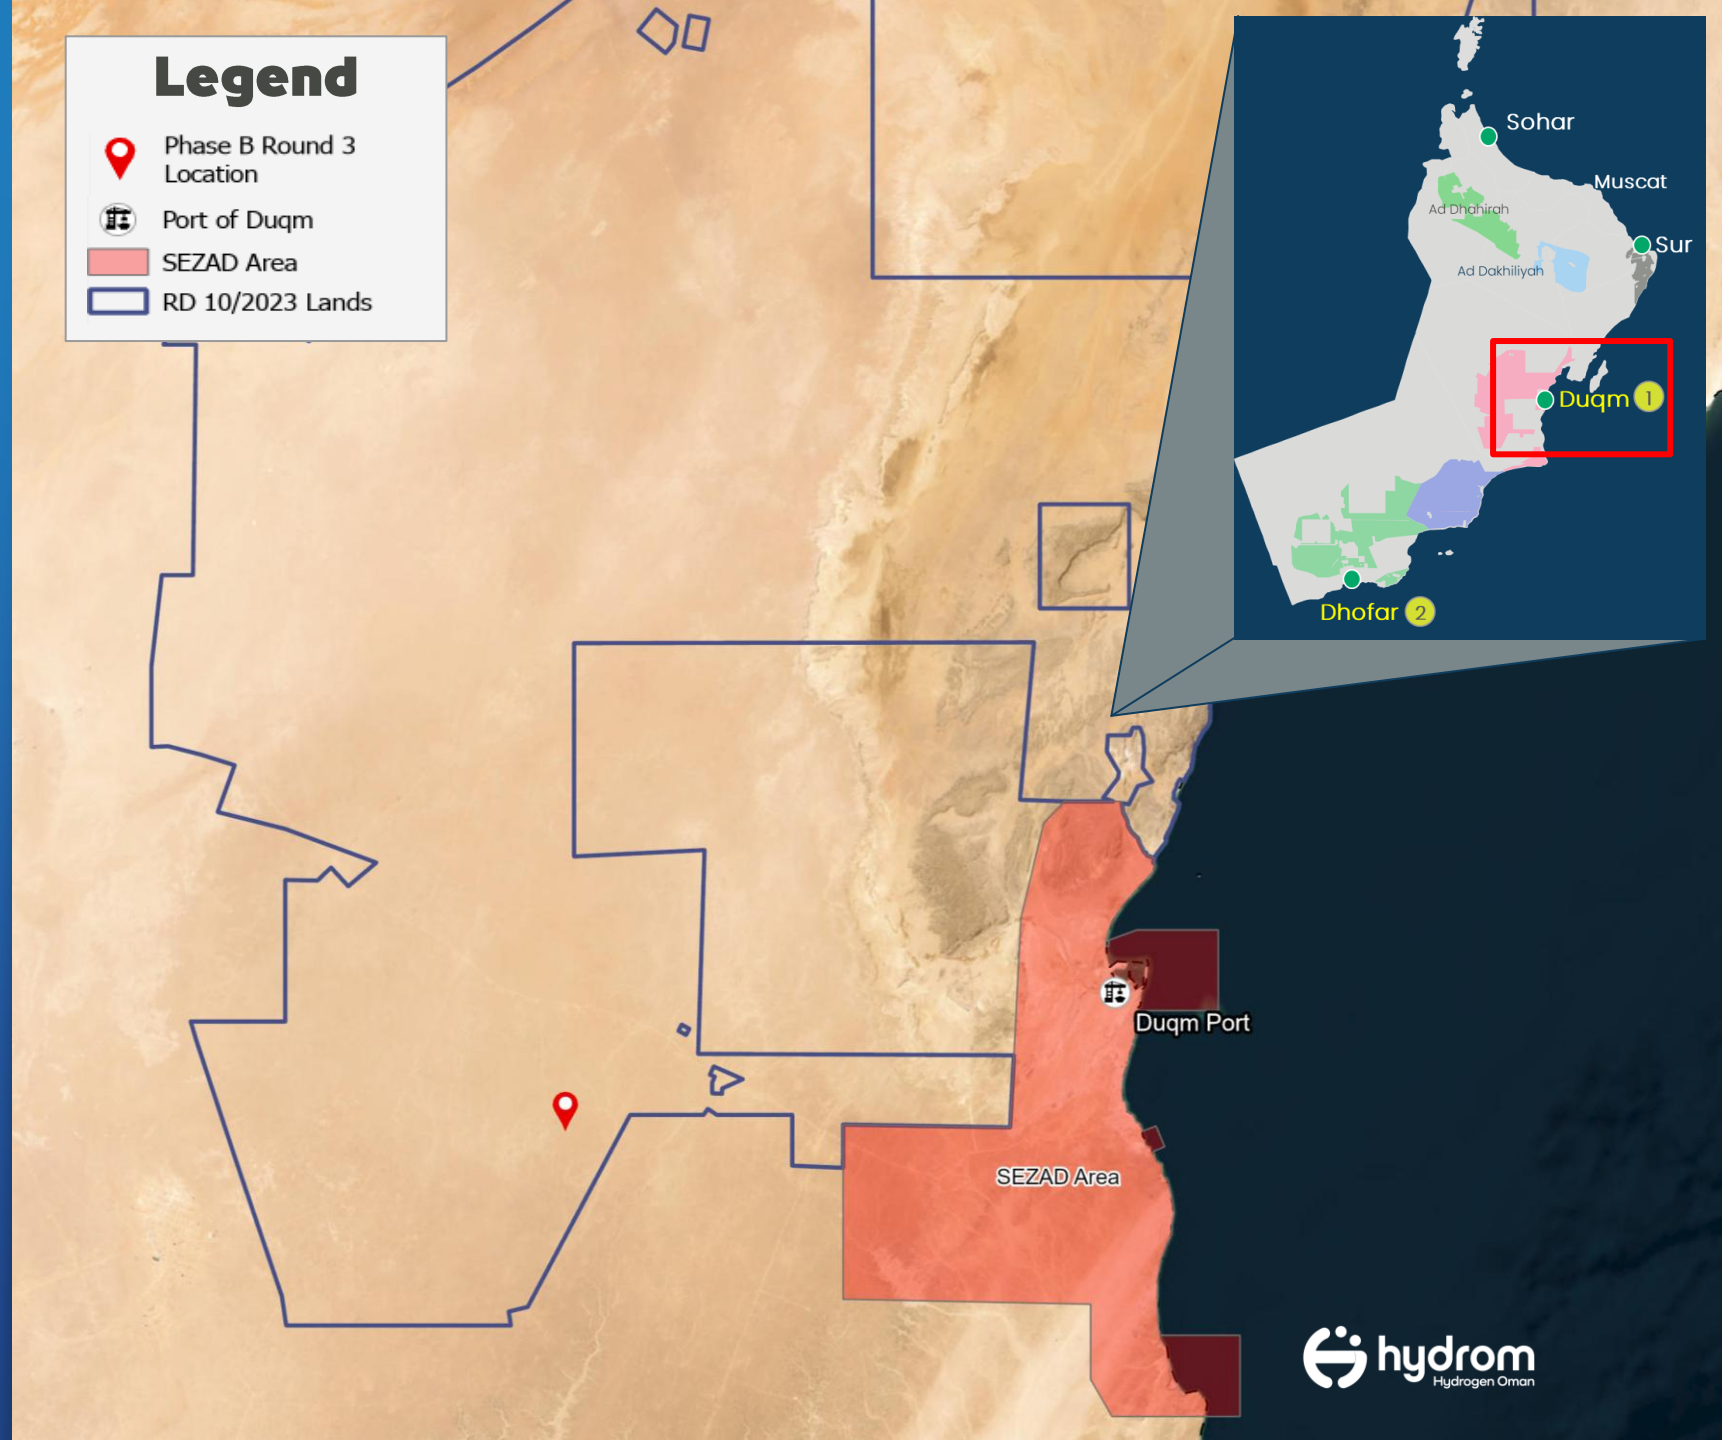 Legend
Phase B Round 3
Location
Port of Duqm
SEZAD Area
RD 10/2023 Lands
Sohar
Muscat
Ad Dhahirah
Sur
Ad Dakhiliyah
Duqm 1
Dhofar 2
Duqm Port
SEZAD Area
hydrom
Hydrogen Oman